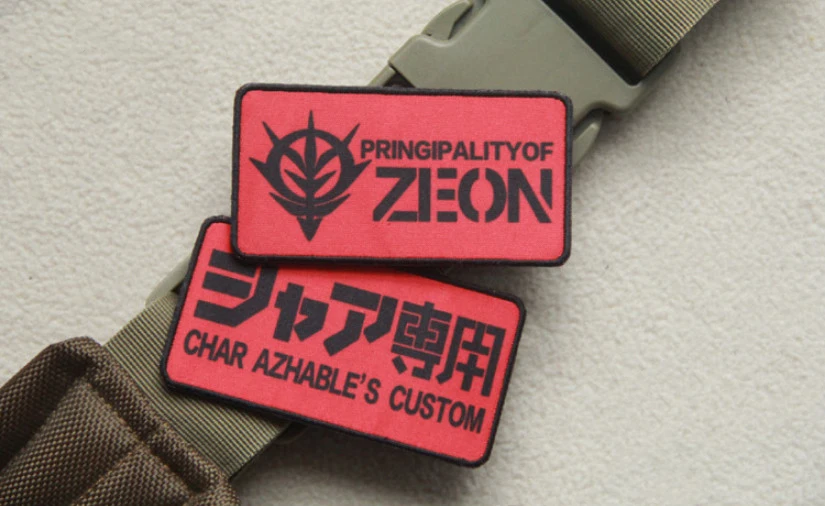 PRINGIPALITYOF
ZEON
シャア専用
CHAR AZHABLE'S CUSTOM